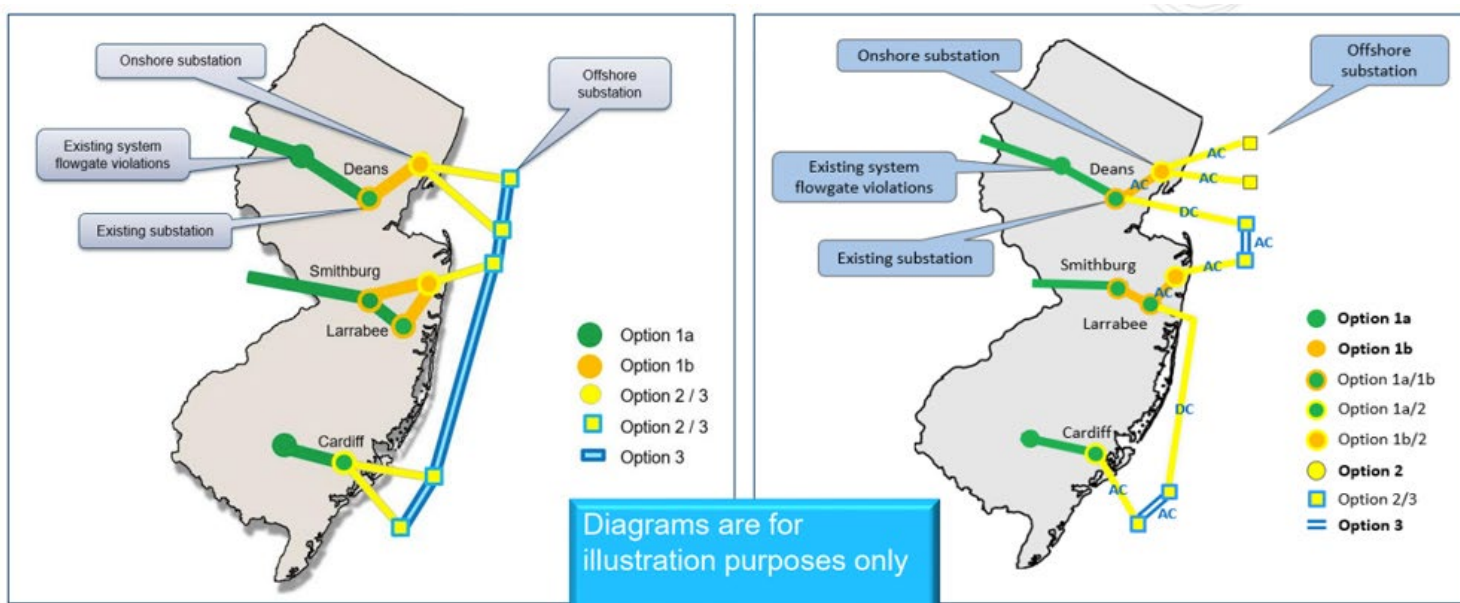 Onshore substation
Offshore
substation
Existing system
flowgate violations
Deans
Existing substation
Smithburg
Larrabee
Cardiff
Option 1a
Option 1b
Option 2 / 3
Option 2 / 3
Option 3
Onshore substation
Offshore
substation
Existing system
flowgate violations
Deans
AC
AC
AC
DC
AC
Existing substation
Smithburg
AC
AC
Larrabee
DC
Cardiff
AC
AC
Option 1a
Option 1b
Option 1a/1b
Option 1a/2
Option 1b/2
Option 2
Option 2/3
Option 3
Diagrams are for
illustration purposes only